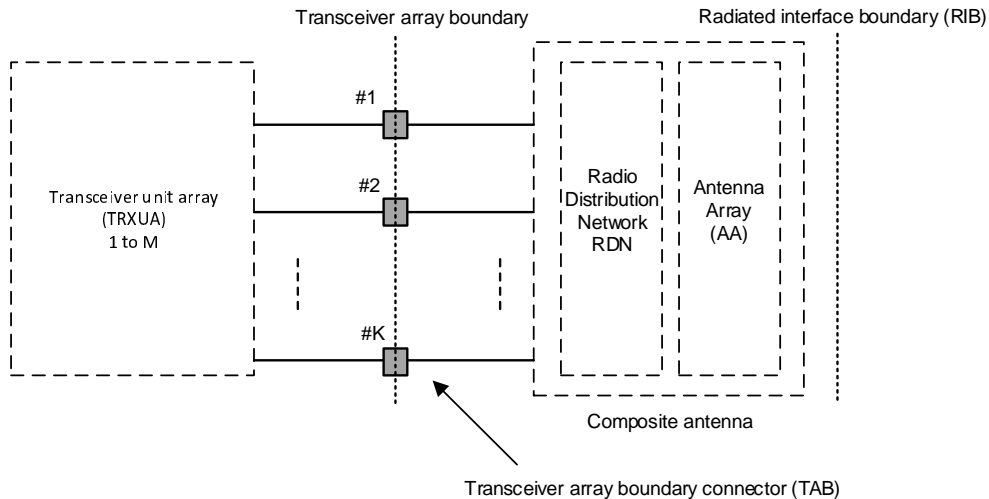 Transceiver array boundary
Radiated interface boundary (RIB)
#1
#2
#K
Transceiver unit array
(TRXUA)
1 to M
Radio
Distribution
Network
RDN
Antenna
Array
(AA)
Composite antenna
Transceiver array boundary connector (TAB)